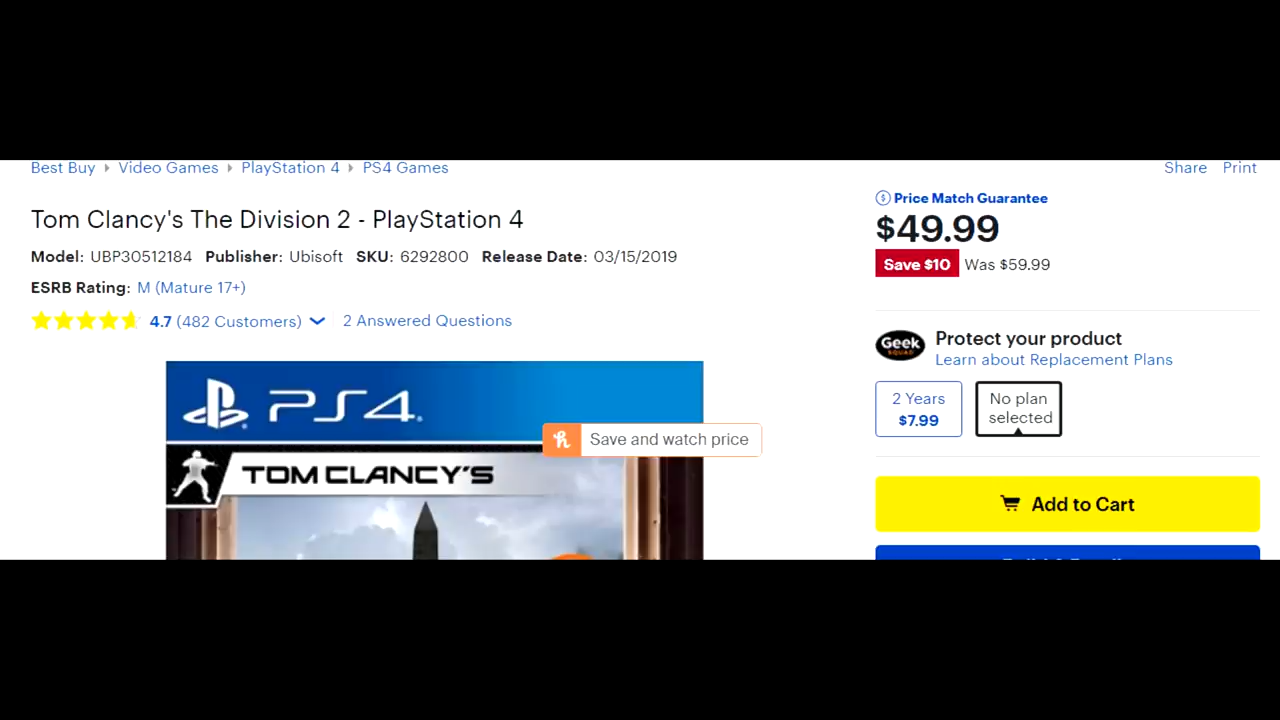 Best Buy Video Games PlayStation 4 PS4 Games
Share Print
Tom Clancy's The Division 2 - PlayStation 4
Model: UBP30512184 Publisher: Ubisoft SKU: 6292800 Release Date: 03/15/2019
ESRB Rating: M (Mature 17+)
4.7 (482 Customers) 2 Answered Questions
PS4
Save and watch price
TOM CLANCY'S
Price Match Guarantee
$49.99
Save $10 Was $59.99
Geek SQUAD
Protect your product
Learn about Replacement Plans
2 Years
$7.99
No plan
selected
Add to Cart